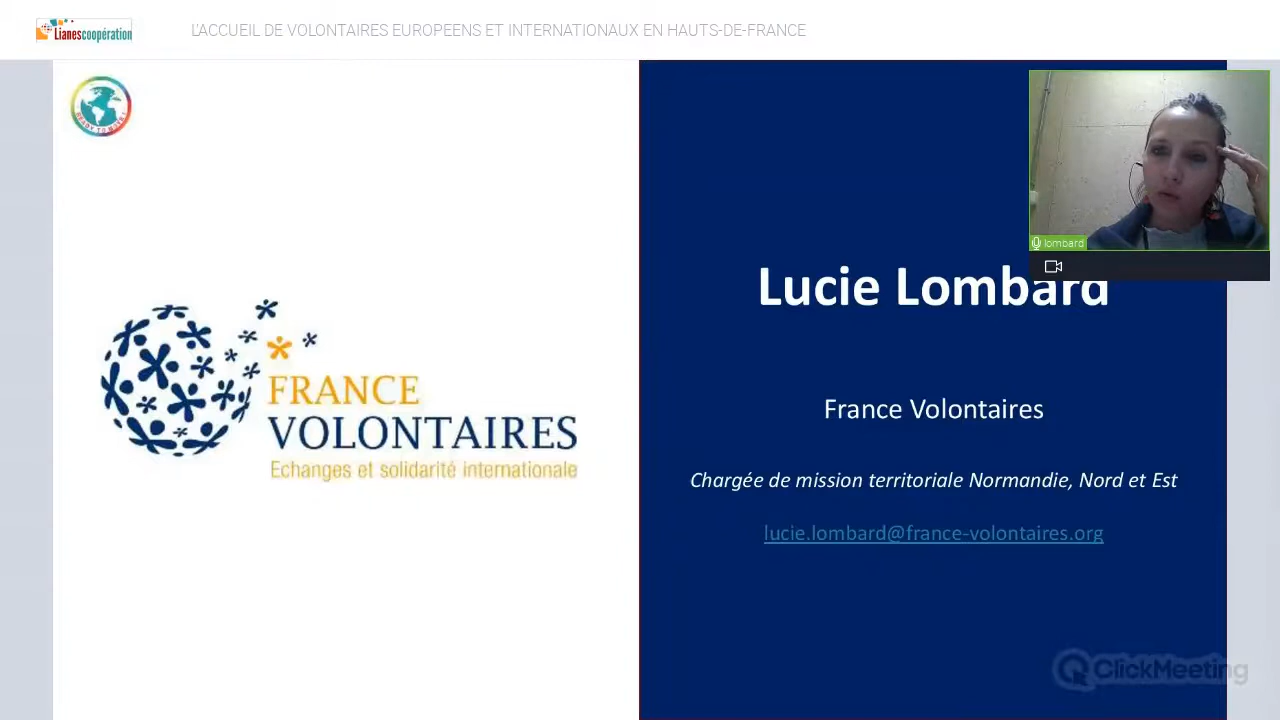 Lianescoopération
L'ACCUEIL DE VOLONTAIRES EUROPEENS ET INTERNATIONAUX EN HAUTS-DE-FRANCE
lombard
Lucie Lombard
FRANCE
VOLONTAIRES
Echanges et solidarité internationale
France Volontaires
Chargée de mission territoriale Normandie, Nord et Est
lucie.lombard@france-volontaires.org
ClickMeeting